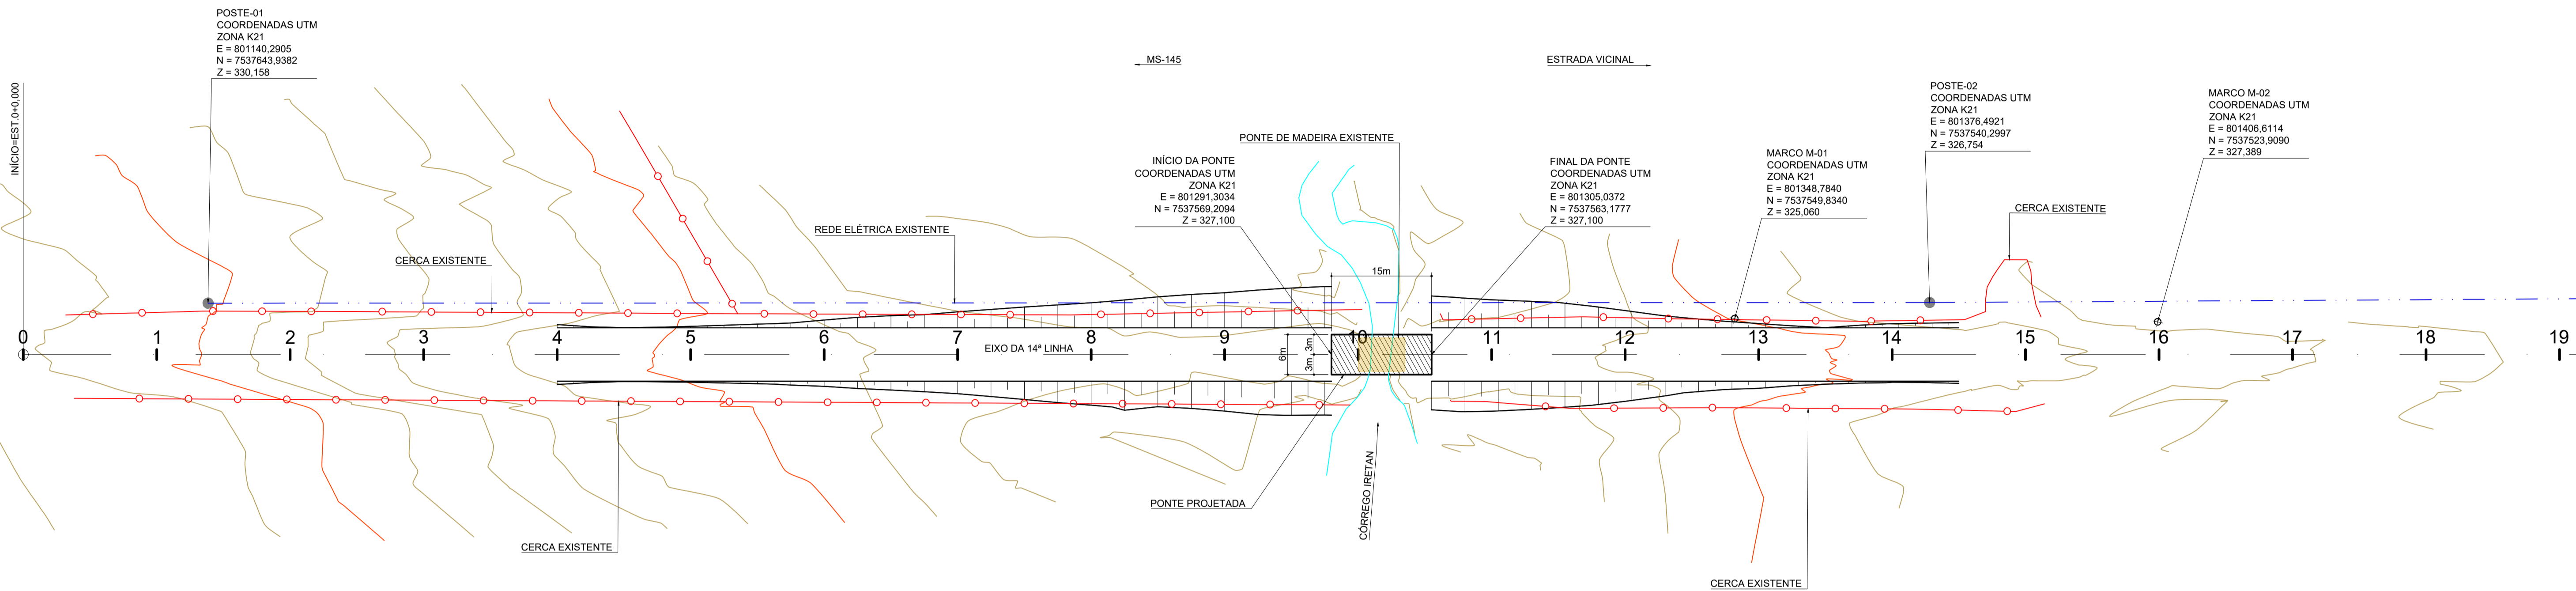 POSTE-01
COORDENADAS UTM
ZONA K21
E = 801140,2905
N = 7537643,9382
Z = 330,158
INÍCIO=EST.0+0,000
MS-145
ESTRADA VICINAL
PONTE DE MADEIRA EXISTENTE
INÍCIO DA PONTE
COORDENADAS UTM
ZONA K21
E = 801291,3034
N = 7537569,2094
Z = 327,100
FINAL DA PONTE
COORDENADAS UTM
ZONA K21
E = 801305,0372
N = 7537563,1777
Z = 327,100
MARCO M-01
COORDENADAS UTM
ZONA K21
E = 801348,7840
N = 7537549,8340
Z = 325,060
POSTE-02
COORDENADAS UTM
ZONA K21
E = 801376,4921
N = 7537540,2997
Z = 326,754
MARCO M-02
COORDENADAS UTM
ZONA K21
E = 801406,6114
N = 7537523,9090
Z = 327,389
CERCA EXISTENTE
REDE ELÉTRICA EXISTENTE
CERCA EXISTENTE
15m
0 1 2 3 4 5 6 7 8 9 10 11 12 13 14 15 16 17 18 19
EIXO DA 14ª LINHA
6m
3m
3m
PONTE PROJETADA
CÓRREGO IRETAN
CERCA EXISTENTE
CERCA EXISTENTE